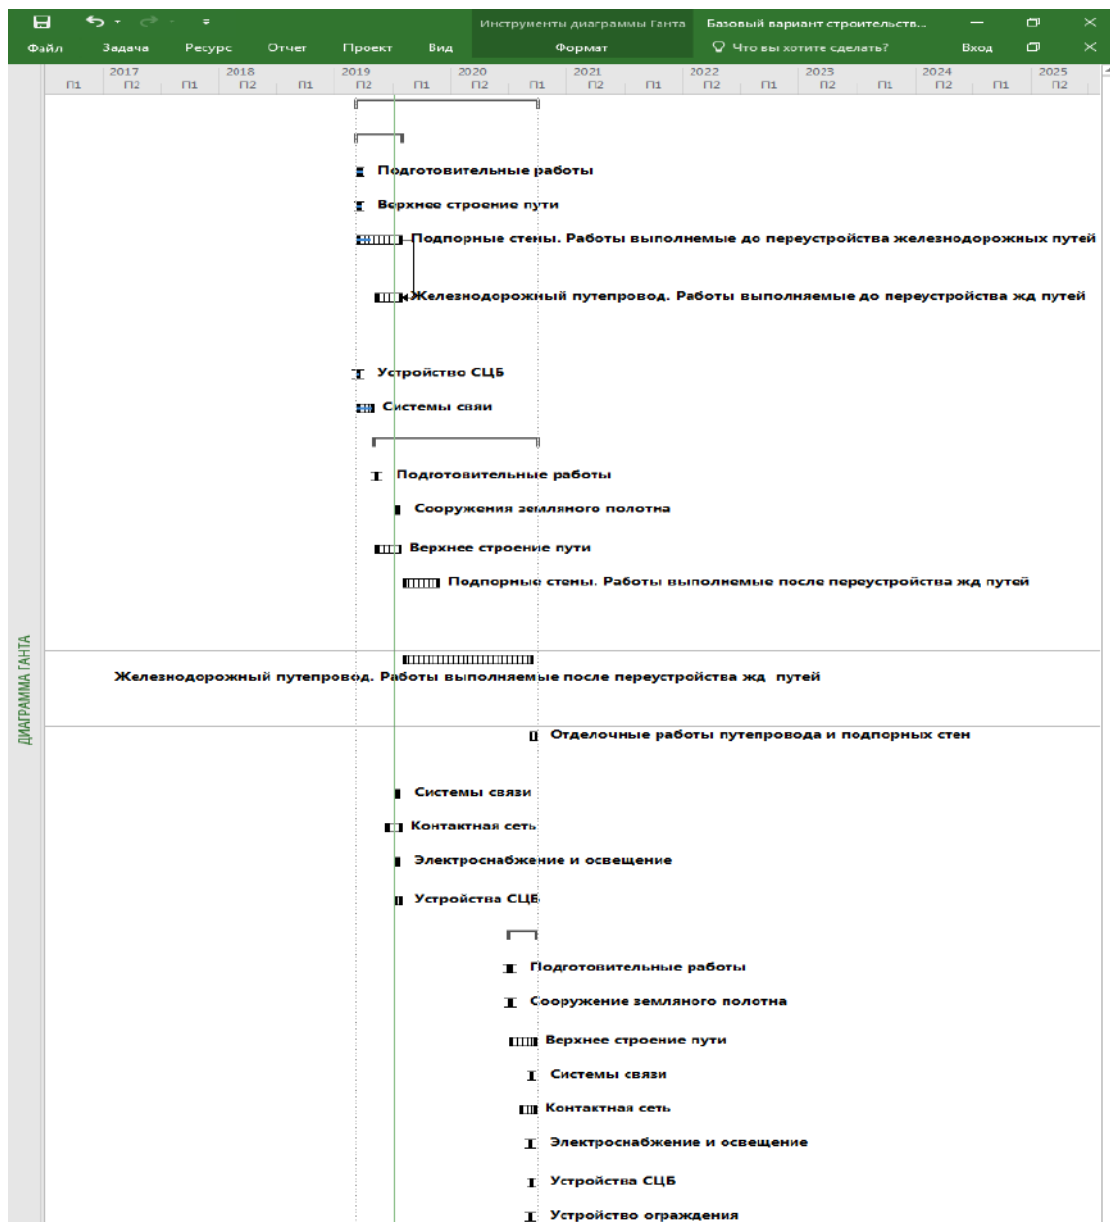 Инструменты диаграммы Ганта Базовый вариант строительств...
Файл Задача Ресурс Отчет Проект Вид Формат Что вы хотите сделать? Вход
2017 2018 2019 2020 2021 2022 2023 2024 2025
П1 П2 П1 П2 П1 П2 П1 П2 П1 П2 П1 П2 П1 П2 П1 П2 П1 П2
Подготовительные работы
Верхнее строение пути
Подпорные стены. Работы выполнемые до переустройства железнодорожных путей
Железнодорожный путепровод. Работы выполняемые до переустройства жд путей
Устройство СЦБ
Системы свяи
Подготовительные работы
Сооружения земляного полотна
Верхнее строение пути
Подпорные стены. Работы выполнемые после переустройства жд путей
ДИАГРАММА ГАНТА
Железнодорожный путепровод. Работы выполняемые после переустройства жд путей
Отделочные работы путепровода и подпорных стен
Системы связи
Контактная сеть
Электроснабжение и освещение
Устройства СЦБ
Подготовительные работы
Сооружение земляного полотна
Верхнее строение пути
Системы связи
Контактная сеть
Электроснабжение и освещение
Устройства СЦБ
Устройство ограждения